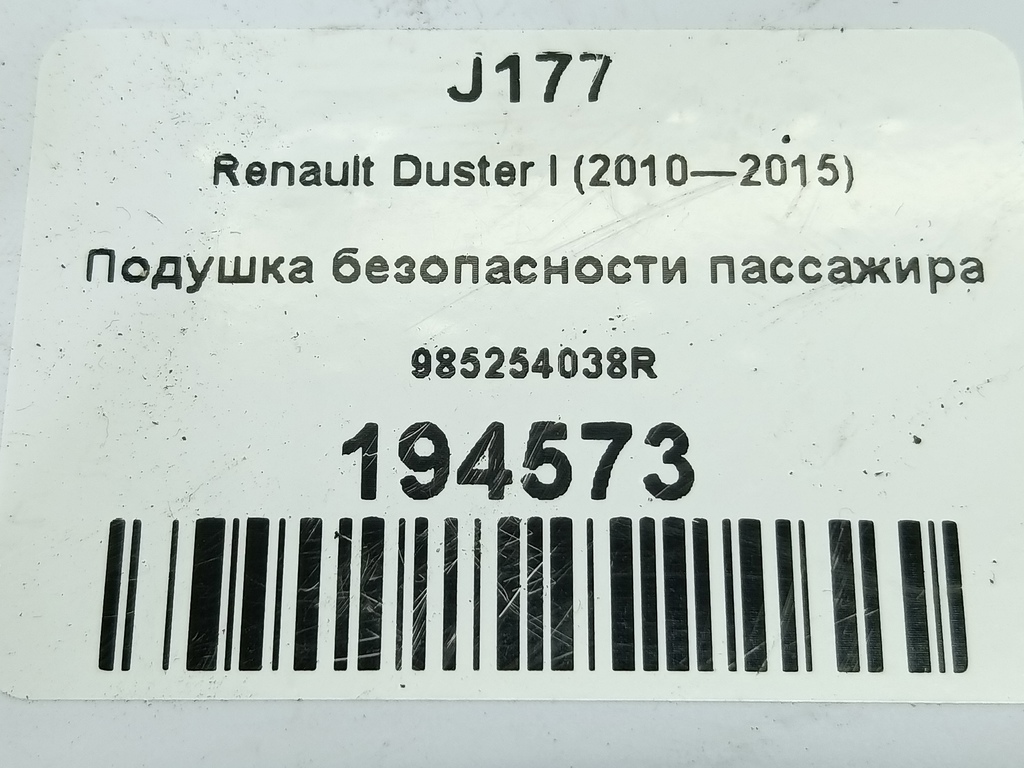 J177
Renault Duster I (2010—2015)
Подушка безопасности пассажира
985254038R
194573